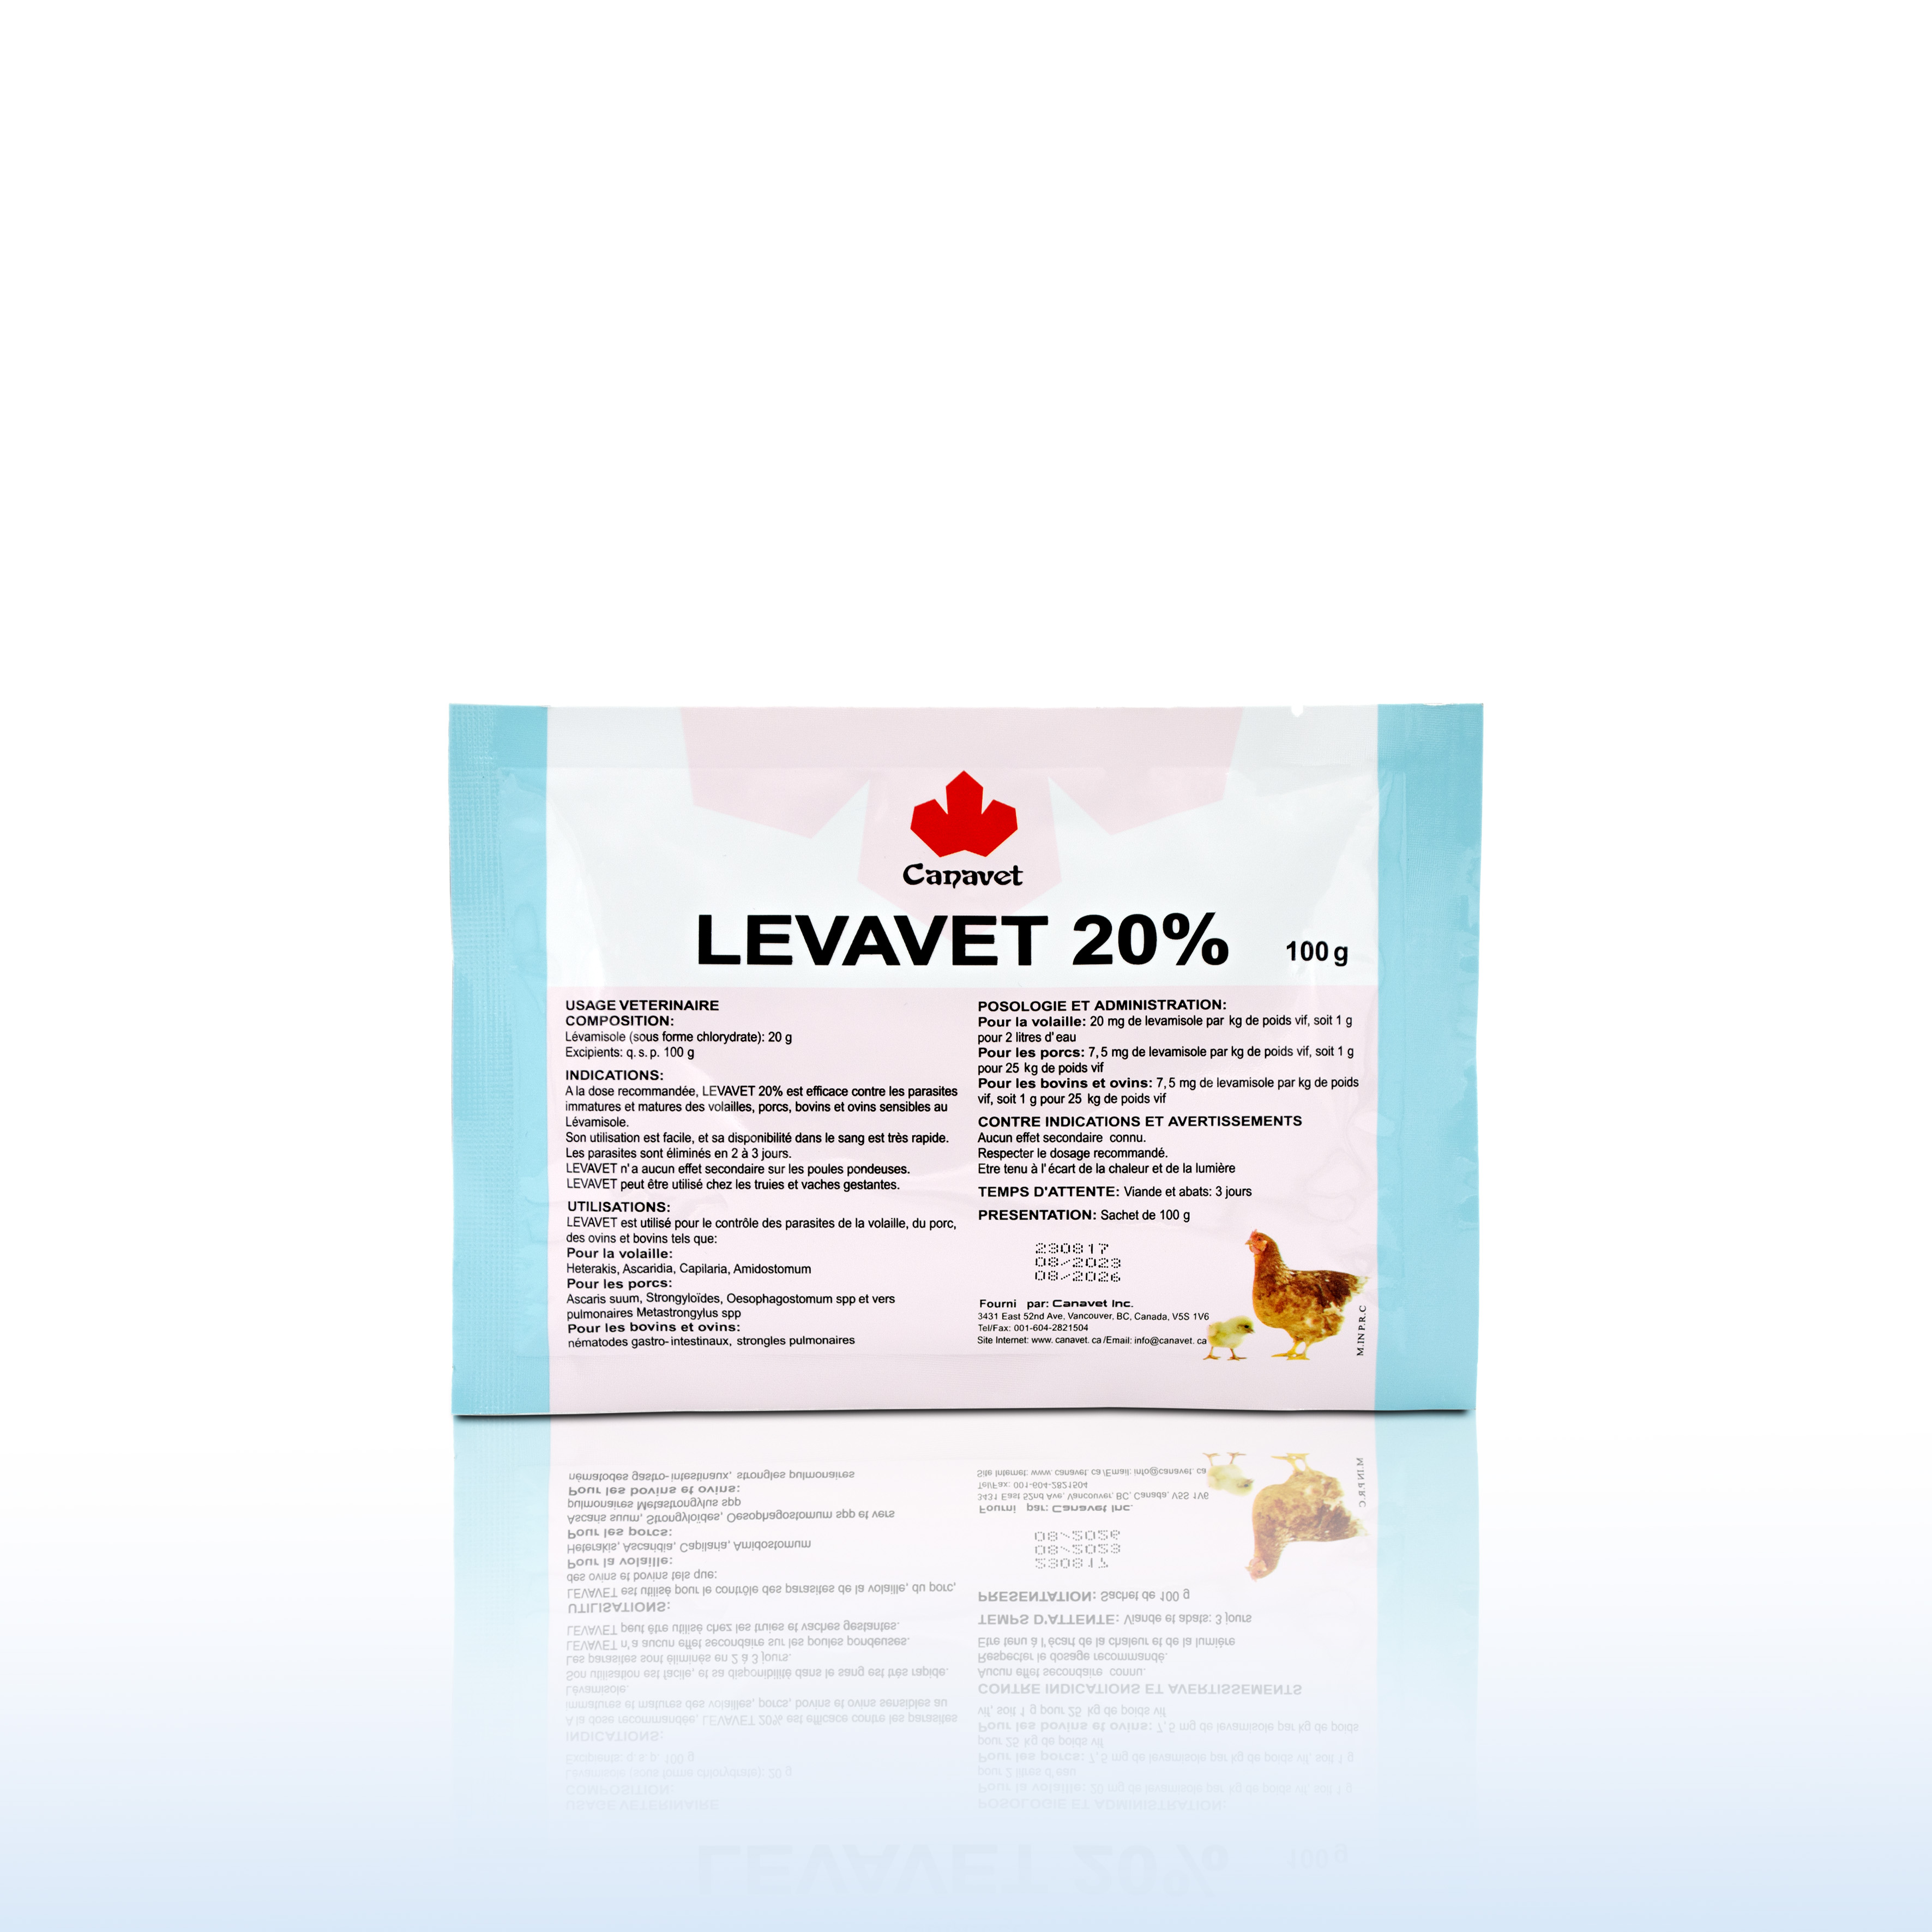 Canavet
LEVAVET 20%
100 g
USAGE VETERINAIRE
COMPOSITION:
Lévamisole (sous forme chlorydrate): 20 g
Excipients: q. s. p. 100 g
INDICATIONS:
A la dose recommandée, LEVAVET 20% est efficace contre les parasites
immatures et matures des volailles, porcs, bovins et ovins sensibles au
Lévamisole.
Son utilisation est facile, et sa disponibilité dans le sang est très rapide.
Les parasites sont éliminés en 2 à 3 jours.
LEVAVET n'a aucun effet secondaire sur les poules pondeuses.
LEVAVET peut être utilisé chez les truies et vaches gestantes.
UTILISATIONS:
LEVAVET est utilisé pour le contrôle des parasites de la volaille, du porc,
des ovins et bovins tels que:
Pour la volaille:
Heterakis, Ascaridia, Capilaria, Amidostomum
Pour les porcs:
Ascaris suum, Strongyloïdes, Oesophagostomum spp et vers
pulmonaires Metastrongylus spp
Pour les bovins et ovins:
nématodes gastro-intestinaux, strongles pulmonaires
POSOLOGIE ET ADMINISTRATION:
Pour la volaille: 20 mg de levamisole par kg de poids vif, soit 1 g
pour 2 litres d'eau
Pour les porcs: 7,5 mg de levamisole par kg de poids vif, soit 1 g
pour 25 kg de poids vif
Pour les bovins et ovins: 7,5 mg de levamisole par kg de poids
vif, soit 1 g pour 25 kg de poids vif
CONTRE INDICATIONS ET AVERTISSEMENTS
Aucun effet secondaire connu.
Respecter le dosage recommandé.
Etre tenu à l'écart de la chaleur et de la lumière
TEMPS D'ATTENTE: Viande et abats: 3 jours
PRESENTATION: Sachet de 100 g
230817
08/2023
08/2026
Fourni par: Canavet Inc.
3431 East 52nd Ave, Vancouver, BC, Canada, V5S 1V6
Tel/Fax: 001-604-2821504
Site Internet: www. canavet. ca /Email: info@canavet. ca
M.IN P.R.C